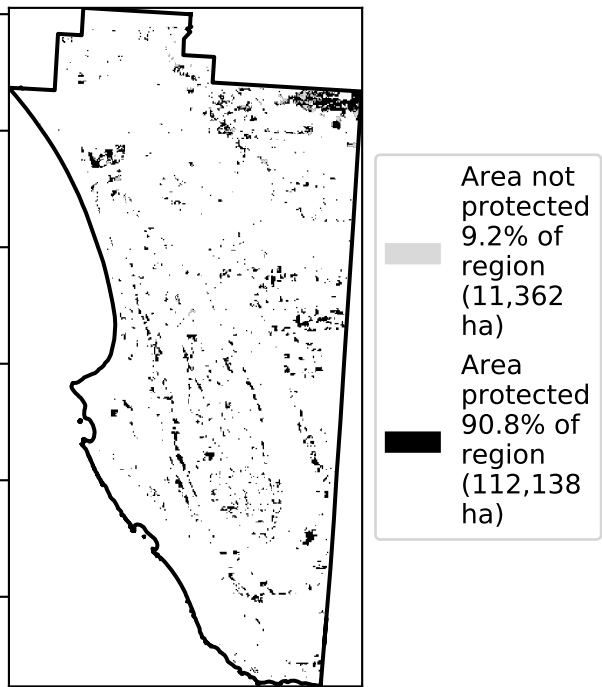 Area not
protected
9.2% of
region
(11,362
ha)
Area
protected
90.8% of
region
(112,138
ha)